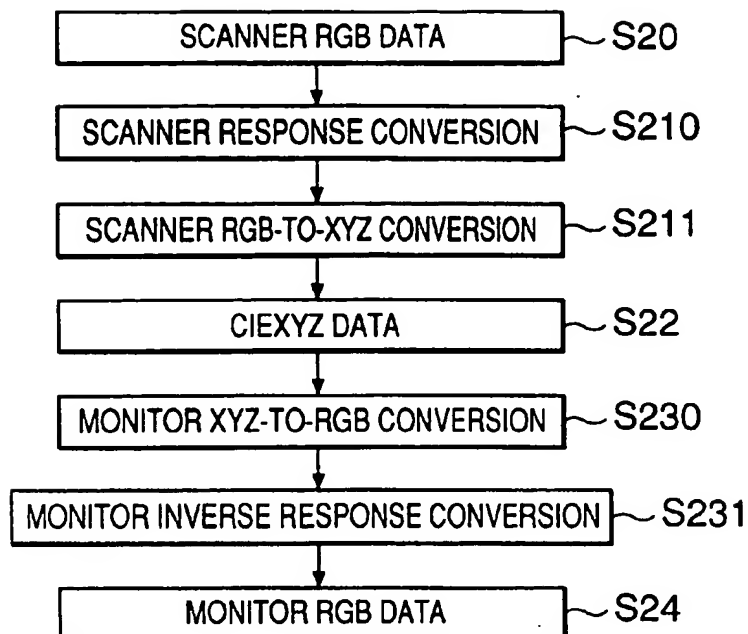 SCANNER RGB DATA S20
SCANNER RESPONSE CONVERSION S210
SCANNER RGB-TO-XYZ CONVERSION S211
CIEXYZ DATA S22
MONITOR XYZ-TO-RGB CONVERSION S230
MONITOR INVERSE RESPONSE CONVERSION S231
MONITOR RGB DATA S24